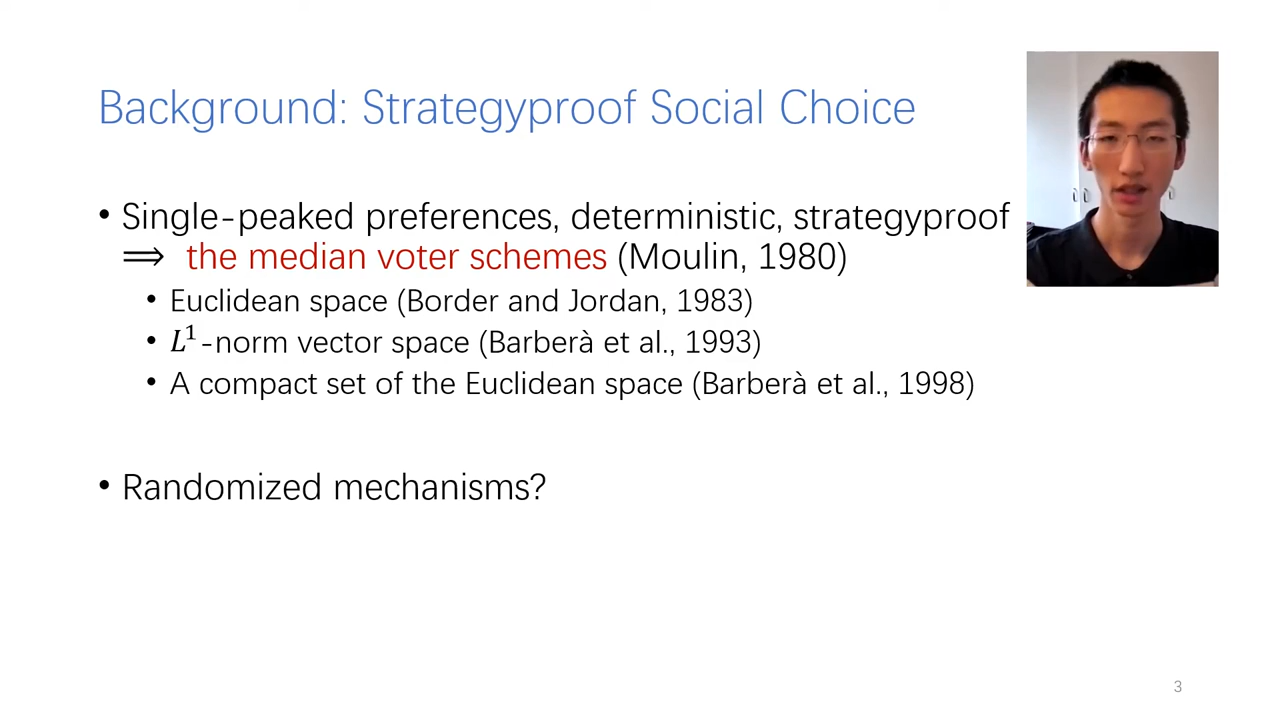 Background: Strategyproof Social Choice
• Single-peaked preferences, deterministic, strategyproof
⟹ the median voter schemes (Moulin, 1980)
• Euclidean space (Border and Jordan, 1983)
• L¹-norm vector space (Barberà et al., 1993)
• A compact set of the Euclidean space (Barberà et al., 1998)
• Randomized mechanisms?
3